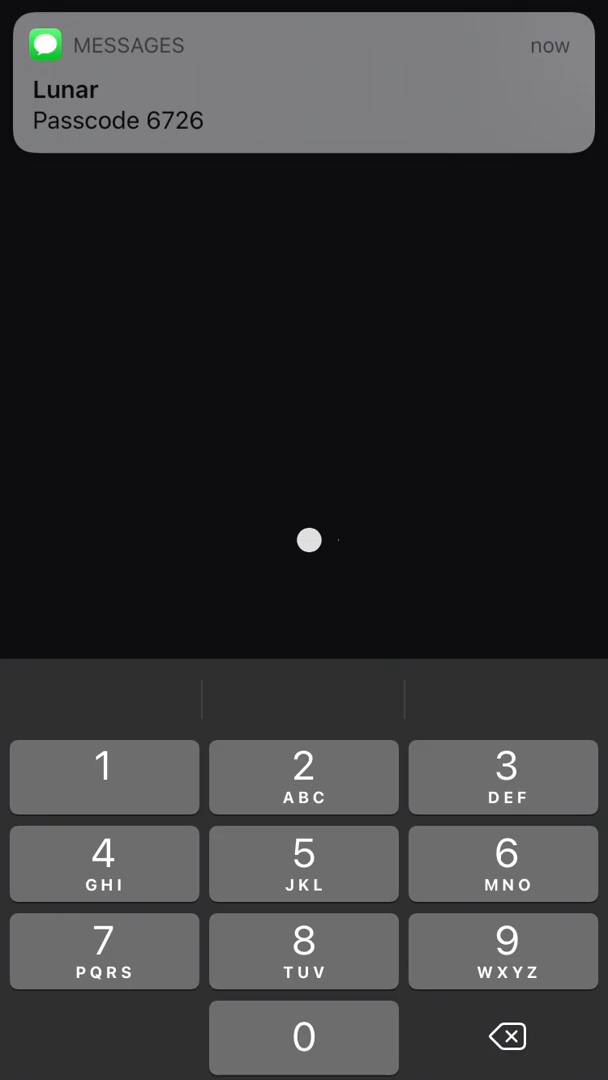 MESSAGES now
Lunar
Passcode 6726
1 2 3
ABC DEF
4 5 6
GHI JKL MNO
7 8 9
PQRS TUV WXYZ
0